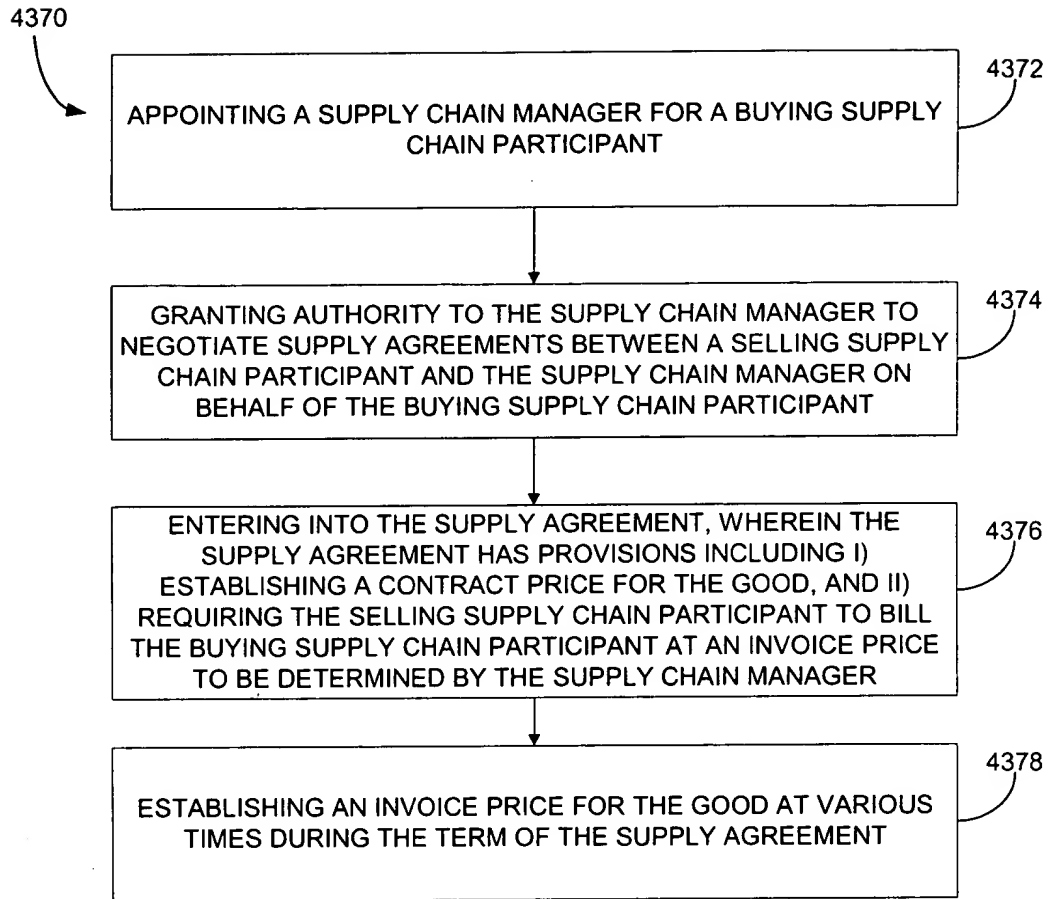 4370
4372
APPOINTING A SUPPLY CHAIN MANAGER FOR A BUYING SUPPLY
CHAIN PARTICIPANT
4374
GRANTING AUTHORITY TO THE SUPPLY CHAIN MANAGER TO
NEGOTIATE SUPPLY AGREEMENTS BETWEEN A SELLING SUPPLY
CHAIN PARTICIPANT AND THE SUPPLY CHAIN MANAGER ON
BEHALF OF THE BUYING SUPPLY CHAIN PARTICIPANT
4376
ENTERING INTO THE SUPPLY AGREEMENT, WHEREIN THE
SUPPLY AGREEMENT HAS PROVISIONS INCLUDING I)
ESTABLISHING A CONTRACT PRICE FOR THE GOOD, AND II)
REQUIRING THE SELLING SUPPLY CHAIN PARTICIPANT TO BILL
THE BUYING SUPPLY CHAIN PARTICIPANT AT AN INVOICE PRICE
TO BE DETERMINED BY THE SUPPLY CHAIN MANAGER
4378
ESTABLISHING AN INVOICE PRICE FOR THE GOOD AT VARIOUS
TIMES DURING THE TERM OF THE SUPPLY AGREEMENT